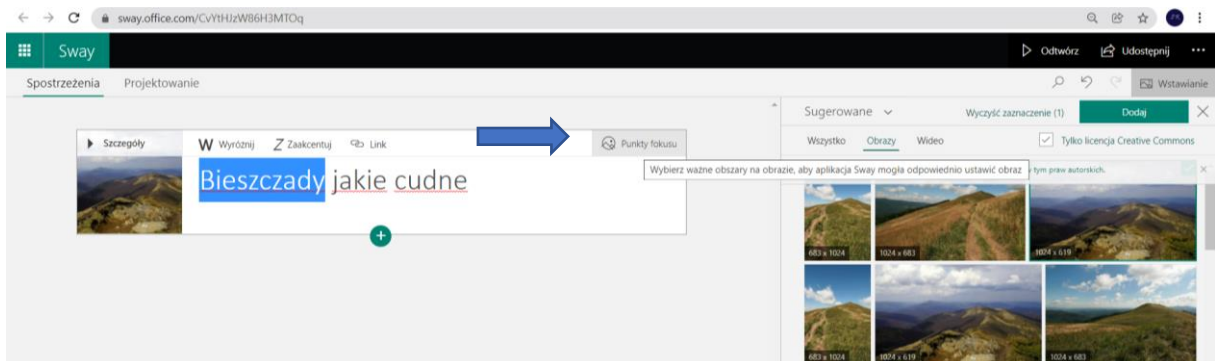 sway.office.com/CvYtHJzW86H3MTOq
Sway
Odtwórz Udostępnij
Spostrzeżenia Projektowanie
Wstawianie
Sugerowane Wyczyść zaznaczenie (1) Dodaj
Szczegóły W Wyróżnij Z Zaakcentuj Link Punkty fokusu
Wszystko Obrazy Wideo Tylko licencja Creative Commons
Wybierz ważne obszary na obrazie, aby aplikacja Sway mogła odpowiednio ustawić obraz
tym praw autorskich.
Bieszczady jakie cudne
683 x 1024 1024 x 683 1024 x 619
683 x 1024 1024 x 619 1024 x 683